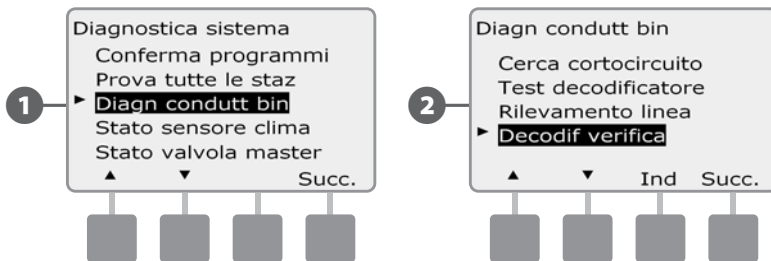 Diagnostica sistema
Conferma programmi
Prova tutte le staz
Diagn condutt bin
Stato sensore clima
Stato valvola master
Succ.
1
Diagn condutt bin
Cerca cortocircuito
Test decodificatore
Rilevamento linea
Decodif verifica
Ind Succ.
2